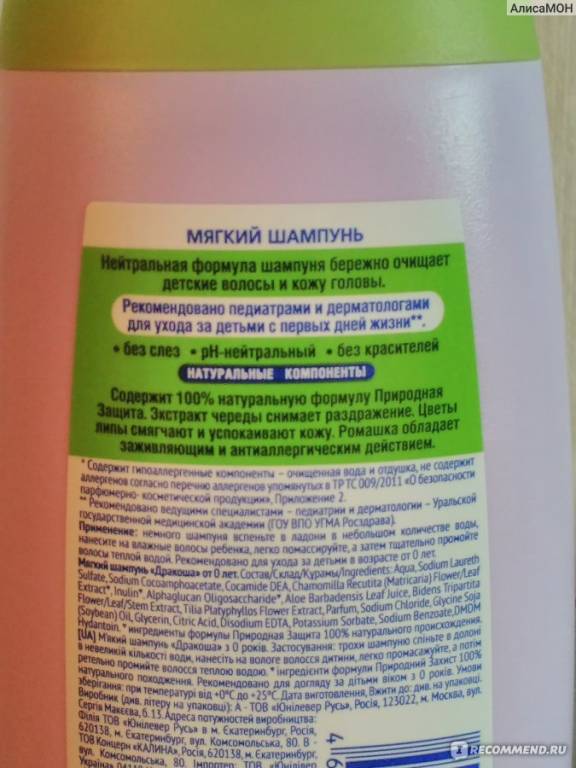 АлисаМОН
МЯГКИЙ ШАМПУНЬ
Нейтральная формула шампуня бережно очищает
детские волосы и кожу головы.
Рекомендовано педиатрами и дерматологами
для ухода за детьми с первых дней жизни**.
• без слез • pH-нейтральный • без красителей
НАТУРАЛЬНЫЕ КОМПОНЕНТЫ
Содержит 100% натуральную формулу Природная
Защита. Экстракт череды снимает раздражение. Цветы
липы смягчают и успокаивают кожу. Ромашка обладает
заживляющим и антиаллергическим действием.
* Содержит гипоаллергенные компоненты – очищенная вода и отдушка, не содержит
аллергенов согласно перечню аллергенов упомянутых в ТР ТС 009/2011 «О безопасности
парфюмерно- косметической продукции», Приложение 2.
** Рекомендовано ведущими специалистами – педиатрии и дерматологии – Уральской
государственной медицинской академии (ГОУ ВПО УГМА Росздрава).
Применение: немного шампуня вспеньте в ладони в небольшом количестве воды,
нанесите на влажные волосы ребенка, легко помассируйте, а затем тщательно промойте
волосы теплой водой. Рекомендовано для ухода за детьми в возрасте от 0 лет.
Мягкий шампунь «Дракоша» от 0 лет. Состав/Склад/Құрамы/Ingredients: Aqua, Sodium Laureth
Sulfate, Sodium Cocoamphoacetate, Cocamide DEA, Chamomilla Recutita (Matricaria) Flower/Leaf
Extract*, Inulin*, Alphaglucan Oligosaccharide*, Aloe Barbadensis Leaf Juice, Bidens Tripartita
Flower/Leaf/Stem Extract, Tilia Platyphyllos Flower Extract, Parfum, Sodium Chloride, Glycine Soja
(Soybean) Oil, Glycerin, Citric Acid, Disodium EDTA, Potassium Sorbate, Sodium Benzoate, DMDM
Hydantoin. * ингредиенты формулы Природная Защита 100% натурального происхождения.
[UA] М'який шампунь «Дракоша» з 0 років. Застосування: трохи шампуню спініть в долоні
в невеликій кількості води, нанесіть на вологе волосся дитини, легко промасажуйте, а потім
ретельно промийте волосся теплою водою. * інгредієнти формули Природний Захист 100%
натурального походження. Рекомендовано для догляду за дітьми віком з 0 років. Умови
зберігання: при температурі від +0°C до +25°C. Дата виготовлення, Вжити до: див. на упаковці.
Виробник (див. літеру на упаковці): А - ТОВ «Юнілевер Русь», Росія, 123022, м. Москва, вул.
Сергія Макеєва, б.13. Адреса потужностей виробництва:
Філія ТОВ «Юнілевер Русь» в м. Екатеринбург, Росія,
620138, м. Екатеринбург, вул. Комсомольська, 80. В -
ТОВ Концерн «КАЛИНА», Росія, 620138, м. Екатеринбург,
вул. Комсомольська, 80. Імпортер: ТОВ «Юнілевер
Україна»
4 6
RECOMMEND.RU